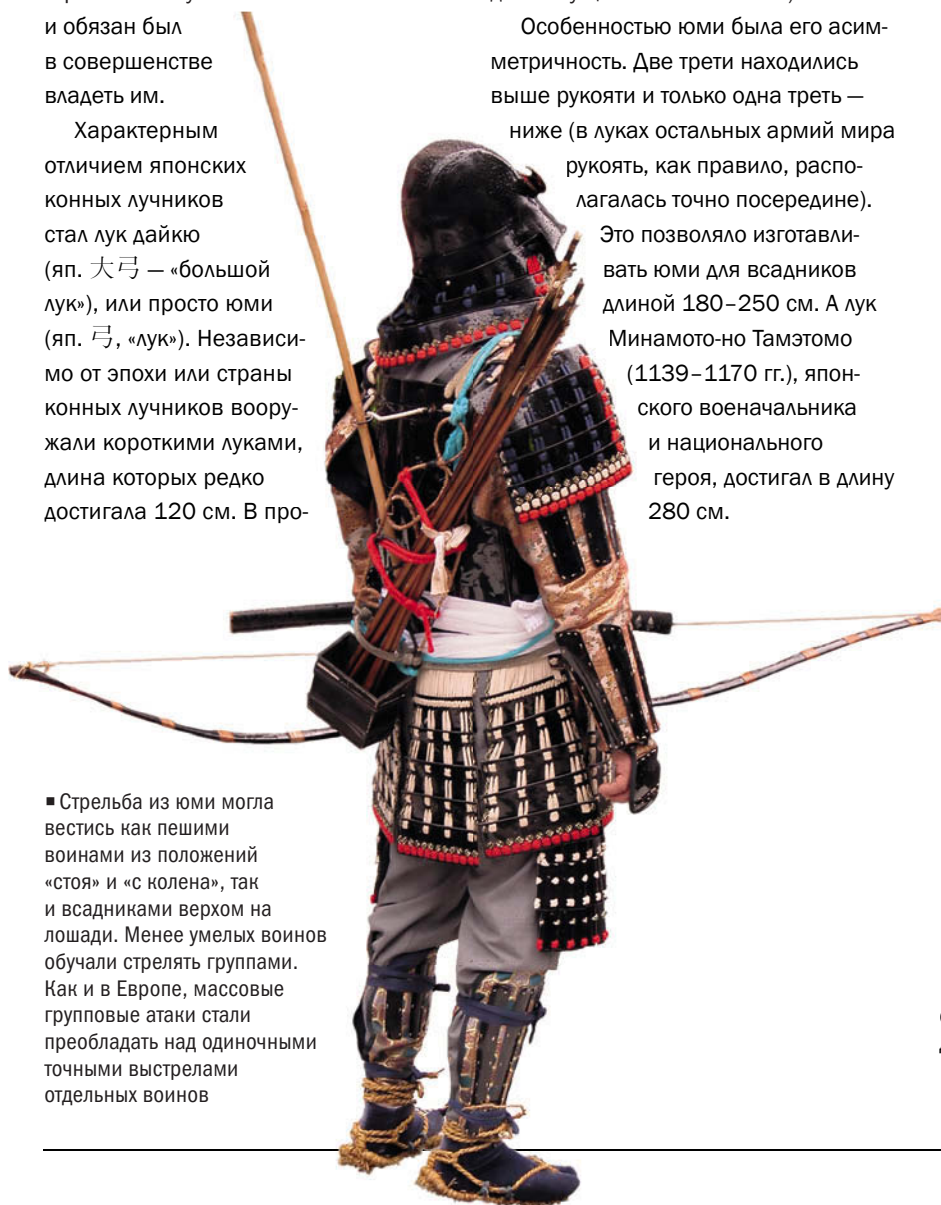 и обязан был
в совершенстве
владеть им.
Характерным
отличием японских
конных лучников
стал лук дайкю
(яп. 大弓 — «большой
лук»), или просто юми
(яп. 弓, «лук»). Независи-
мо от эпохи или страны
конных лучников воору-
жали короткими луками,
длина которых редко
достигала 120 см. В про-
Особенностью юми была его асим-
метричность. Две трети находились
выше рукояти и только одна треть —
ниже (в луках остальных армий мира
рукоять, как правило, распо-
лагалась точно посередине).
Это позволяло изготавли-
вать юми для всадников
длиной 180–250 см. А лук
Минамото-но Тамэтомо
(1139–1170 гг.), япон-
ского военачальника
и национального
героя, достигал в длину
280 см.
▪ Стрельба из юми могла
вестись как пешими
воинами из положений
«стоя» и «с колена», так
и всадниками верхом на
лошади. Менее умелых воинов
обучали стрелять группами.
Как и в Европе, массовые
групповые атаки стали
преобладать над одиночными
точными выстрелами
отдельных воинов